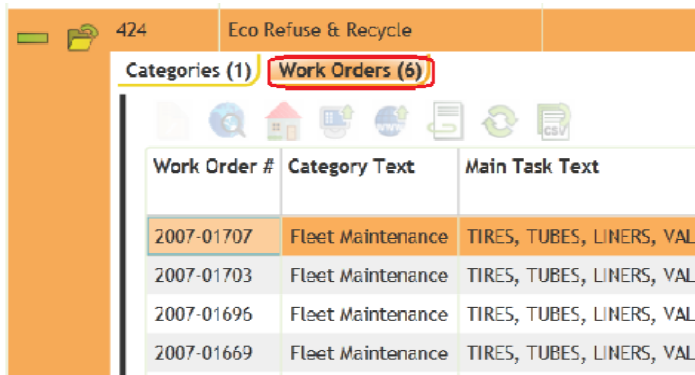 424 Eco Refuse & Recycle
Categories (1) Work Orders (6)
CSV
Work Order # Category Text Main Task Text
2007-01707 Fleet Maintenance TIRES, TUBES, LINERS, VAL
2007-01703 Fleet Maintenance TIRES, TUBES, LINERS, VAL
2007-01696 Fleet Maintenance TIRES, TUBES, LINERS, VAL
2007-01669 Fleet Maintenance TIRES, TUBES, LINERS, VAL